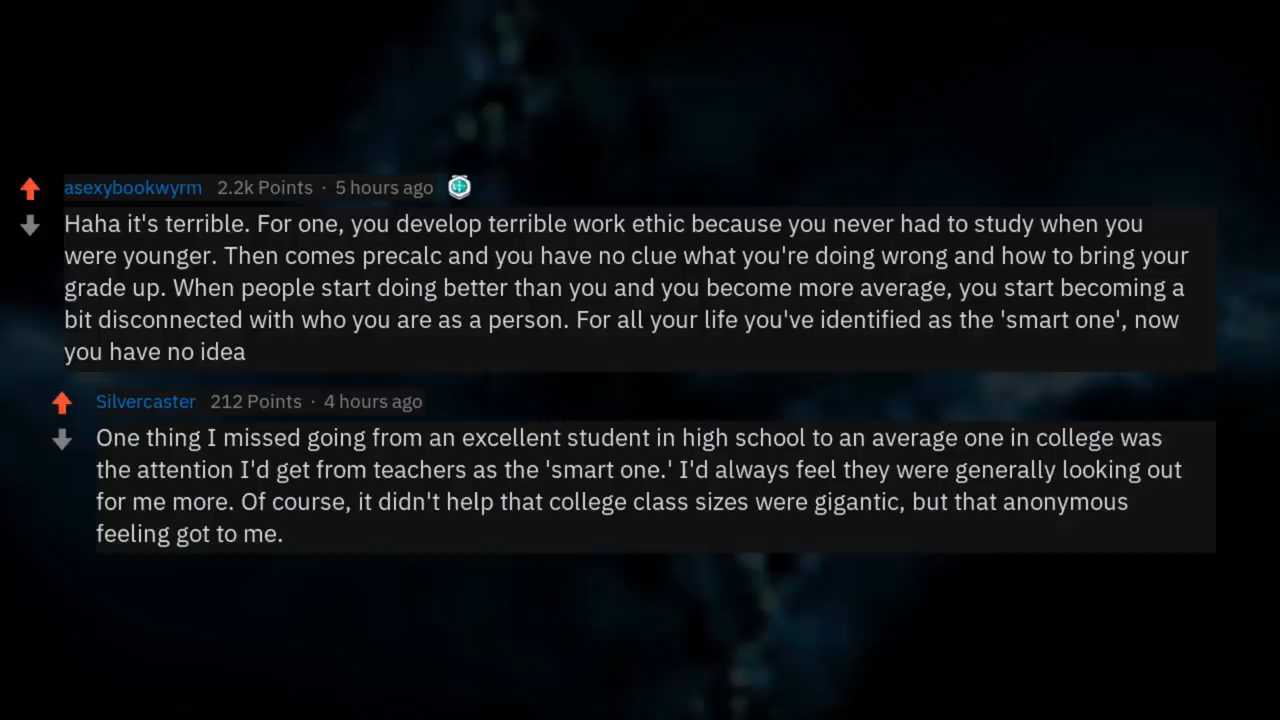 asexybookwyrm 2.2k Points · 5 hours ago
Haha it's terrible. For one, you develop terrible work ethic because you never had to study when you
were younger. Then comes precalc and you have no clue what you're doing wrong and how to bring your
grade up. When people start doing better than you and you become more average, you start becoming a
bit disconnected with who you are as a person. For all your life you've identified as the 'smart one', now
you have no idea
Silvercaster 212 Points · 4 hours ago
One thing I missed going from an excellent student in high school to an average one in college was
the attention I'd get from teachers as the 'smart one.' I'd always feel they were generally looking out
for me more. Of course, it didn't help that college class sizes were gigantic, but that anonymous
feeling got to me.